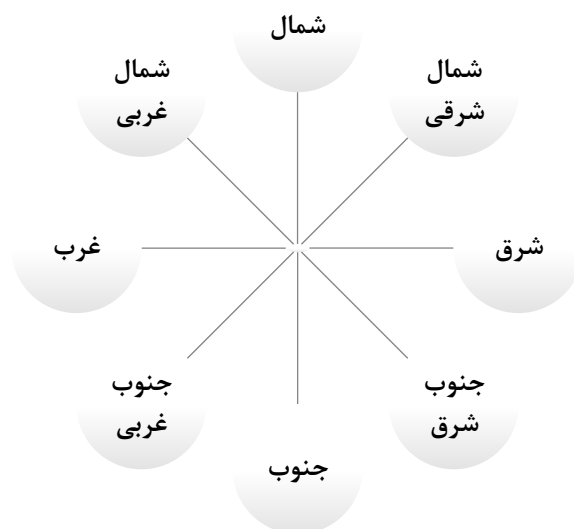 شمال
شمال
شرقی
شرق
جنوب
شرق
جنوب
جنوب
غربی
غرب
شمال
غربی